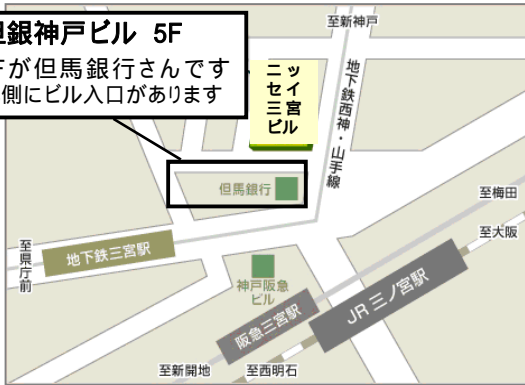 銀神戸ビル 5F
が但馬銀行さんです
側にビル入口があります
至新神戸
ニッセイ三宮ビル
地下鉄西神・山手線
但馬銀行
至梅田
至大阪
至県庁前
地下鉄三宮駅
神戸阪急
ビル
JR三ノ宮駅
阪急三宮駅
至新開地
至西明石